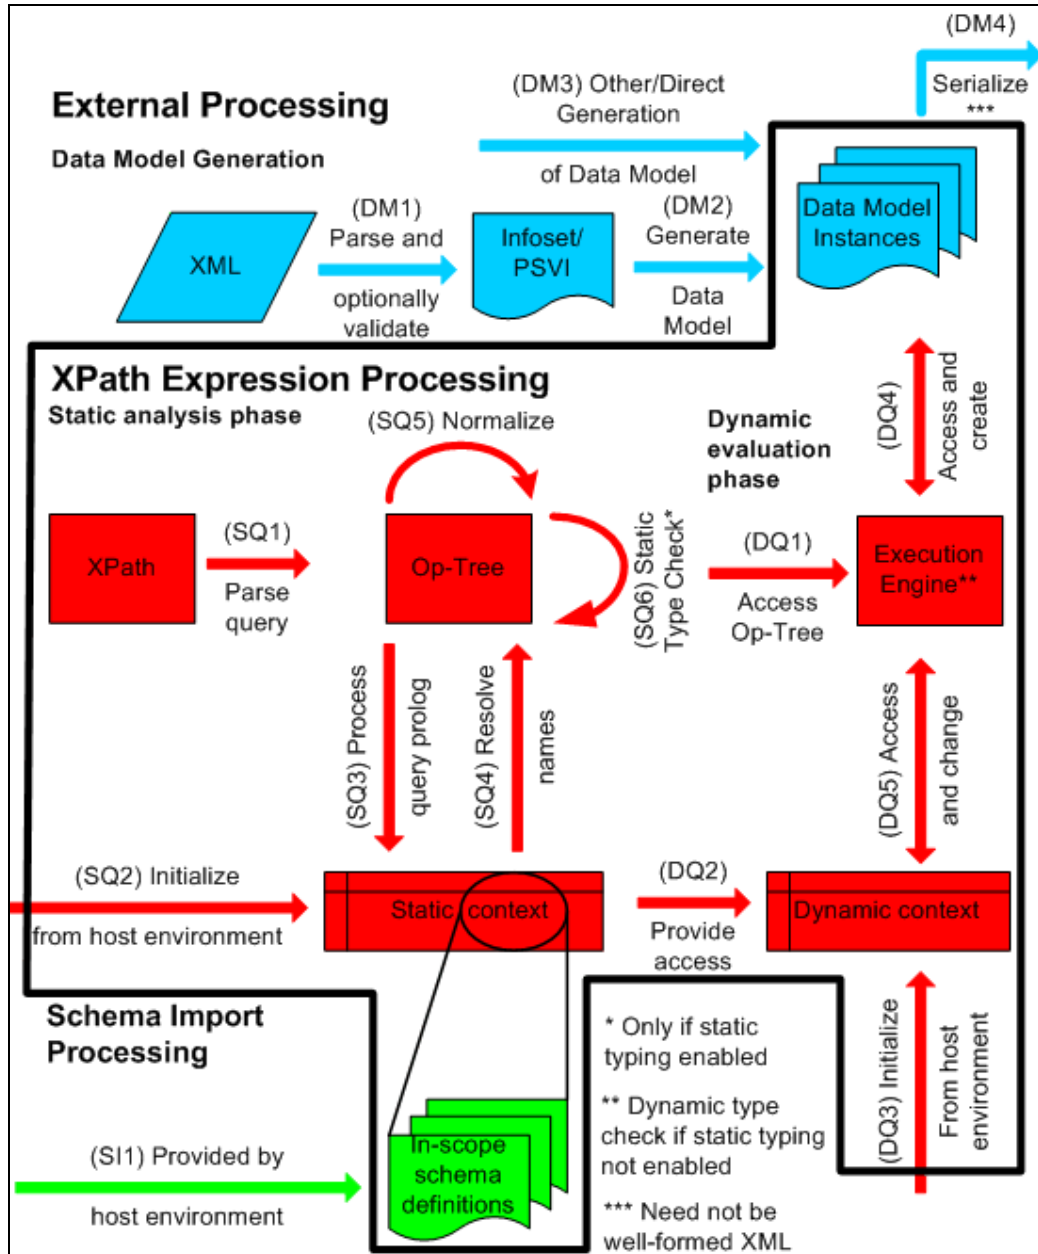 (DM4)
Serialize
***
External Processing
(DM3) Other/Direct
Generation
of Data Model
Data Model Generation
XML
(DM1)
Parse and
optionally
validate
Infoset/
PSVI
(DM2)
Generate
Data
Model
Data Model
Instances
XPath Expression Processing
Static analysis phase
(SQ5) Normalize
Dynamic
evaluation
phase
(DQ4)
Access and
create
XPath
(SQ1)
Parse
query
Op-Tree
(SQ6) Static
Type Check*
(DQ1)
Access
Op-Tree
Execution
Engine**
(SQ3) Process
query prolog
(SQ4) Resolve
names
(DQ5) Access
and change
(SQ2) Initialize
from host environment
Static context
(DQ2)
Provide
access
Dynamic context
Schema Import
Processing
(SI1) Provided by
host environment
In-scope
schema
definitions
* Only if static
typing enabled
** Dynamic type
check if static typing
not enabled
*** Need not be
well-formed XML
(DQ3) Initialize
From host
environment